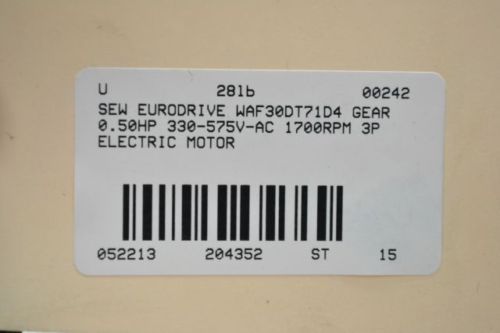 U 281b 00242
SEW EURODRIVE WAF30DT71D4 GEAR
0.50HP 330-575V-AC 1700RPM 3P
ELECTRIC MOTOR
052213 204352 ST 15